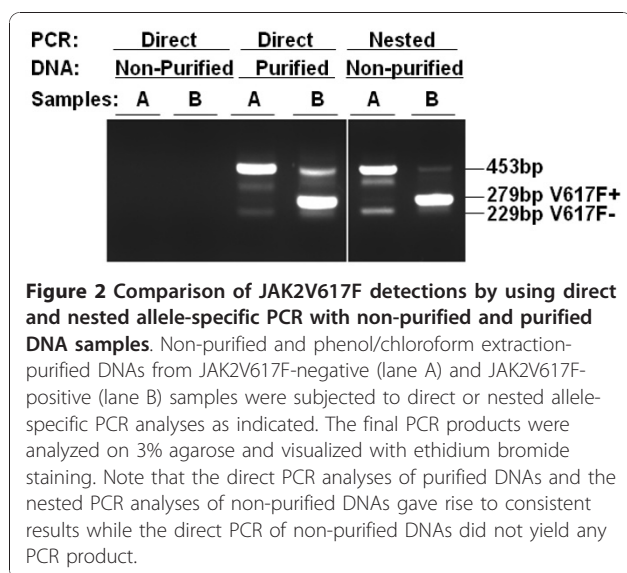 PCR: Direct Direct Nested
DNA: Non-Purified Purified Non-purified
Samples: A B A B A B
453bp
279bp V617F+
229bp V617F-
Figure 2 Comparison of JAK2V617F detections by using direct
and nested allele-specific PCR with non-purified and purified
DNA samples. Non-purified and phenol/chloroform extraction-
purified DNAs from JAK2V617F-negative (lane A) and JAK2V617F-
positive (lane B) samples were subjected to direct or nested allele-
specific PCR analyses as indicated. The final PCR products were
analyzed on 3% agarose and visualized with ethidium bromide
staining. Note that the direct PCR analyses of purified DNAs and the
nested PCR analyses of non-purified DNAs gave rise to consistent
results while the direct PCR of non-purified DNAs did not yield any
PCR product.